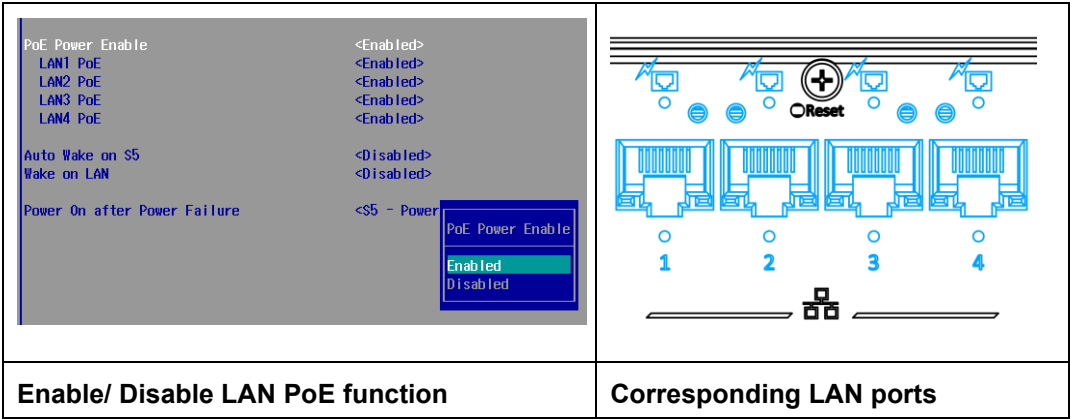 PoE Power Enable <Enabled>
LAN1 PoE <Enabled>
LAN2 PoE <Enabled>
LAN3 PoE <Enabled>
LAN4 PoE <Enabled>
Auto Wake on S5 <Disabled>
Wake on LAN <Disabled>
Power On after Power Failure <S5 - Power
PoE Power Enable
Enabled
Disabled
Reset
1 2 3 4
Enable/ Disable LAN PoE function
Corresponding LAN ports